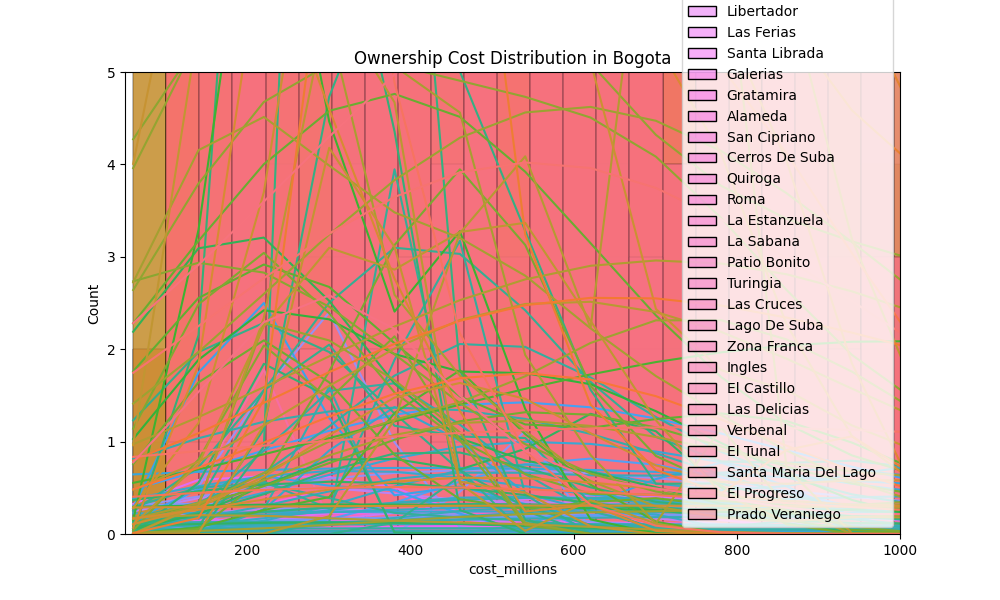 Libertador
Las Ferias
Santa Librada
Ownership Cost Distribution in Bogota
Galerias
Gratamira
Alameda
San Cipriano
Cerros De Suba
Quiroga
Roma
La Estanzuela
La Sabana
Patio Bonito
Turingia
Las Cruces
Lago De Suba
Zona Franca
Ingles
El Castillo
Las Delicias
Verbenal
El Tunal
Santa Maria Del Lago
El Progreso
Prado Veraniego
Count
5
4
3
2
1
0
200
400
600
800
1000
cost_millions